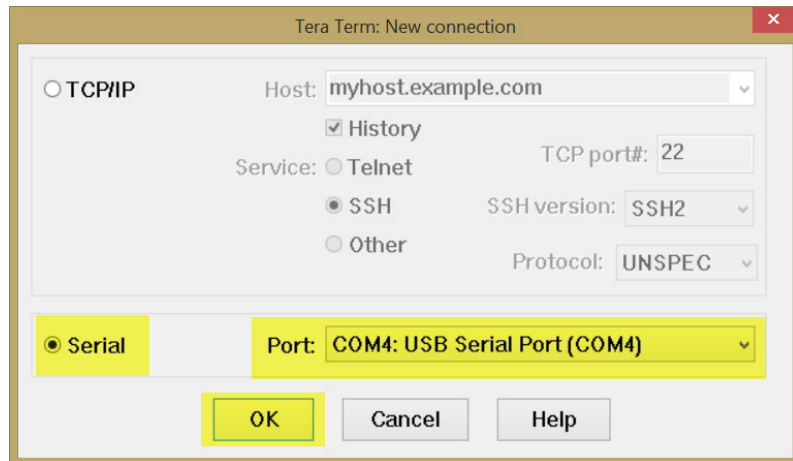 Tera Term: New connection
TCP/IP
Host: myhost.example.com
History
Service: Telnet
TCP port#: 22
SSH
SSH version: SSH2
Other
Protocol: UNSPEC
Serial
Port: COM4: USB Serial Port (COM4)
OK Cancel Help